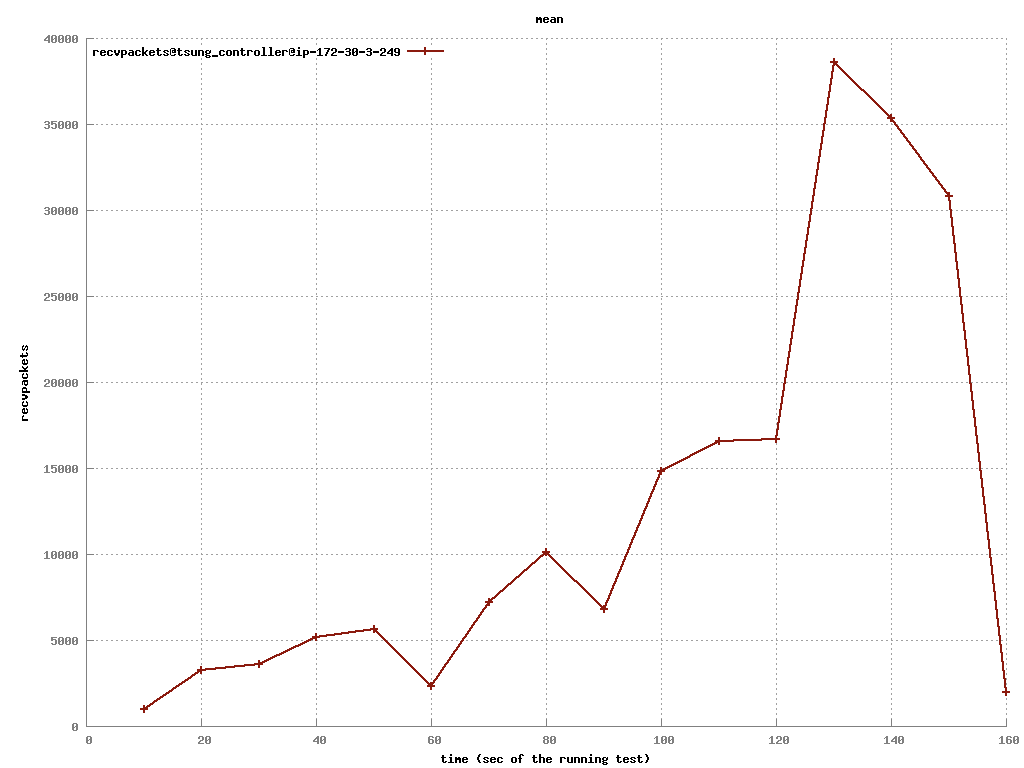 mean
recvpackets@tsung_controller@ip-172-30-3-249
40000
35000
30000
25000
20000
15000
10000
5000
0
recvpackets
0 20 40 60 80 100 120 140 160
time (sec of the running test)